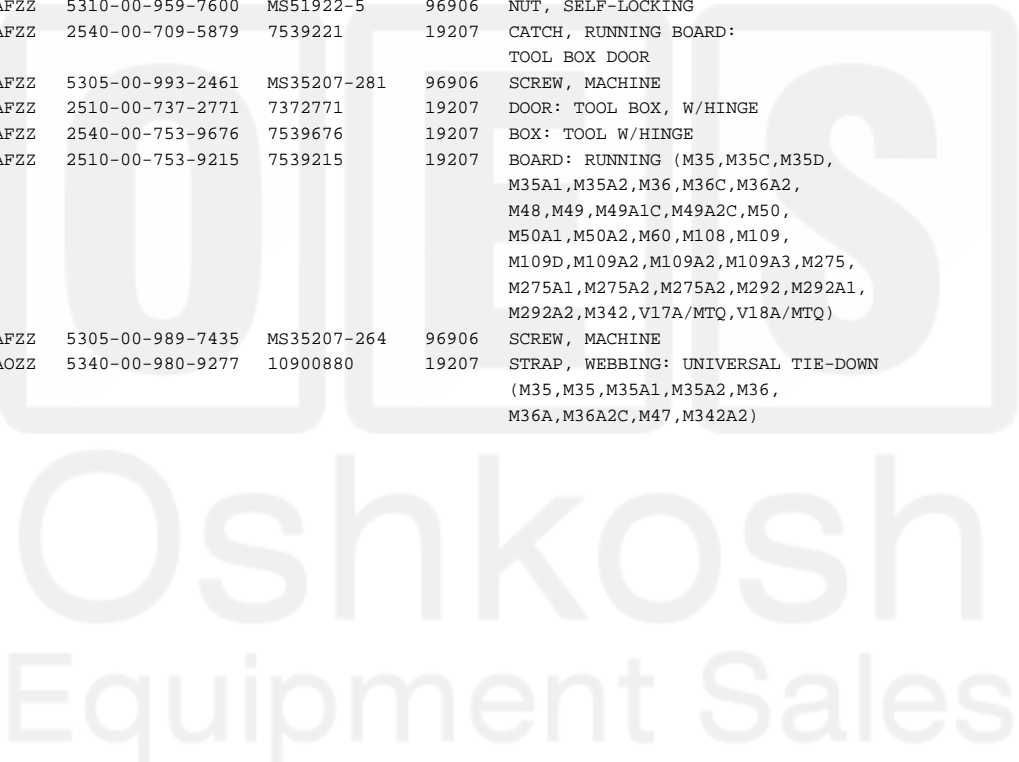 AFZZ 5310-00-959-7600 MS51922-5 96906 NUT, SELF-LOCKING
AFZZ 2540-00-709-5879 7539221 19207 CATCH, RUNNING BOARD:
TOOL BOX DOOR
AFZZ 5305-00-993-2461 MS35207-281 96906 SCREW, MACHINE
AFZZ 2510-00-737-2771 7372771 19207 DOOR: TOOL BOX, W/HINGE
AFZZ 2540-00-753-9676 7539676 19207 BOX: TOOL W/HINGE
AFZZ 2510-00-753-9215 7539215 19207 BOARD: RUNNING (M35,M35C,M35D,
M35A1,M35A2,M36,M36C,M36A2,
M48,M49,M49A1C,M49A2C,M50,
M50A1,M50A2,M60,M108,M109,
M109D,M109A2,M109A2,M109A3,M275,
M275A1,M275A2,M275A2,M292,M292A1,
M292A2,M342,V17A/MTQ,V18A/MTQ)
AFZZ 5305-00-989-7435 MS35207-264 96906 SCREW, MACHINE
AOZZ 5340-00-980-9277 10900880 19207 STRAP, WEBBING: UNIVERSAL TIE-DOWN
(M35,M35,M35A1,M35A2,M36,
M36A,M36A2C,M47,M342A2)
OES
Oshkosh
Equipment Sales